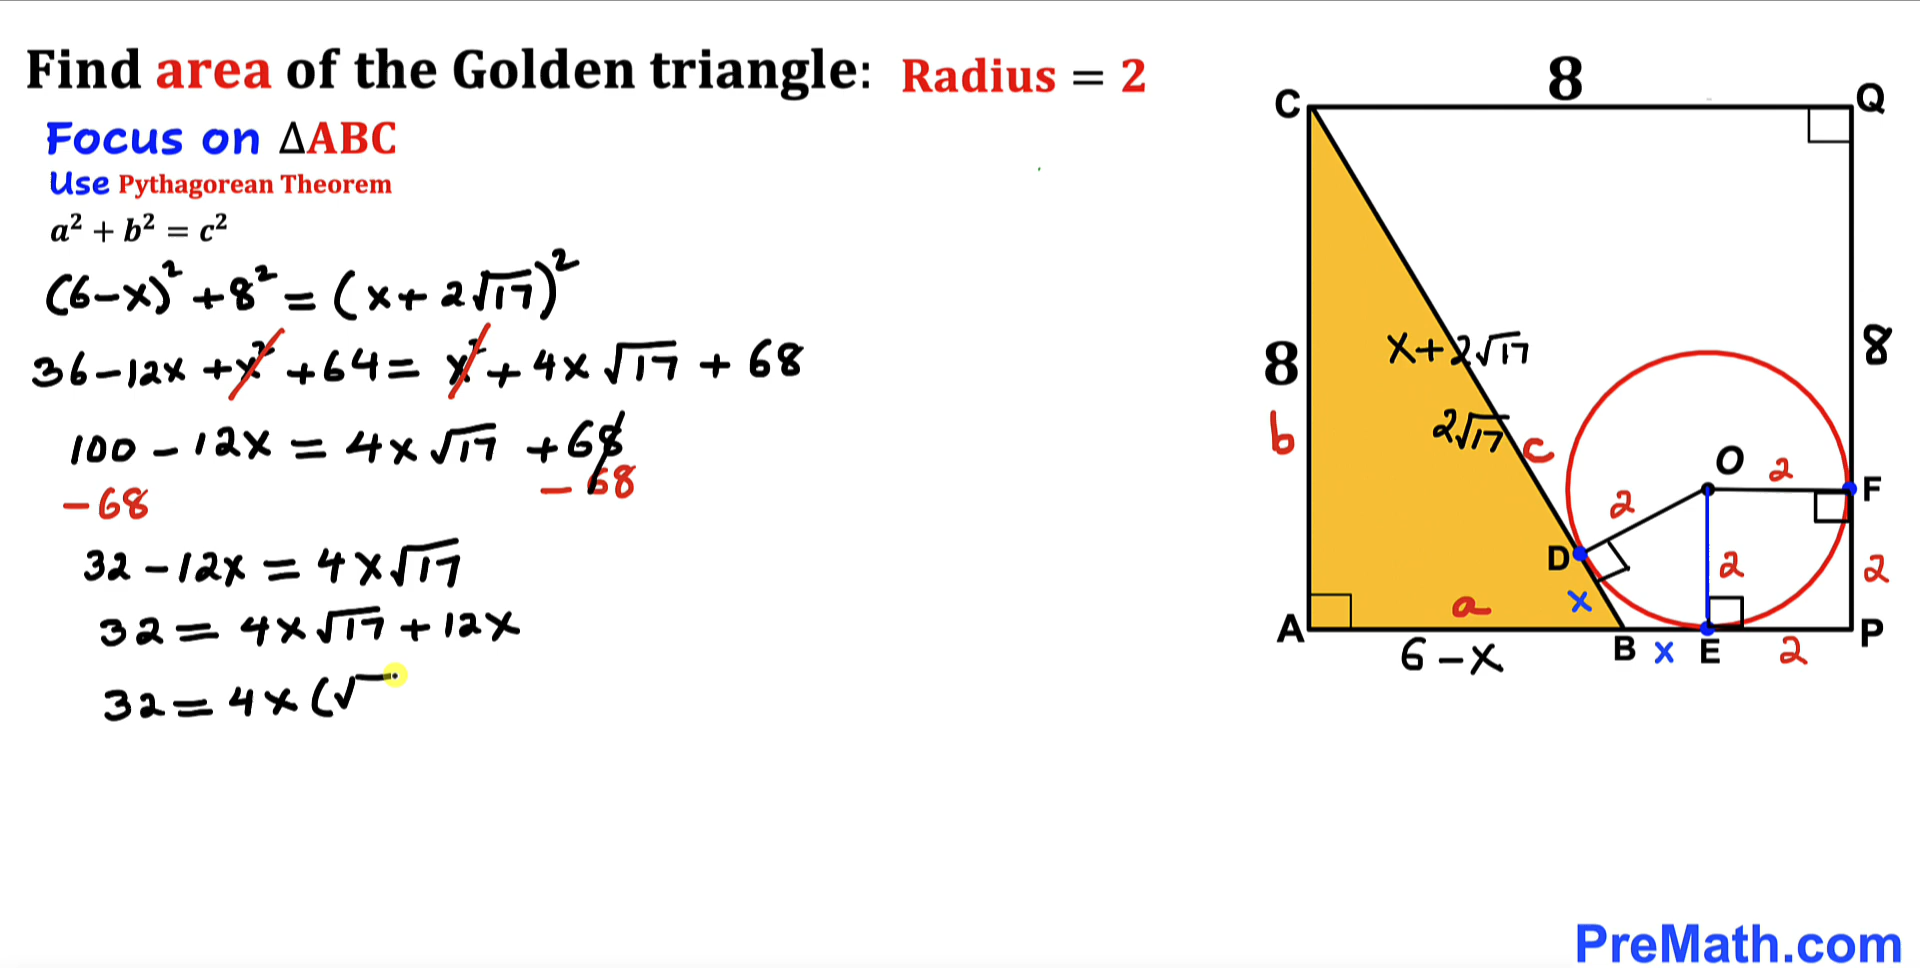 Find area of the Golden triangle: Radius = 2
Focus on ΔABC
Use Pythagorean Theorem
a² + b² = c²
(6-x)² + 8² = (x + 2√17)²
36 - 12x + x² + 64 = x² + 4x√17 + 68
100 - 12x = 4x√17 + 68
-68 -68
32 - 12x = 4x√17
32 = 4x√17 + 12x
32 = 4x(√
C 8 Q
8 x + 2√17 8
b 2√17 c
O 2 F
2
D 2 2
x
A a P
6 - x B x E 2
PreMath.com